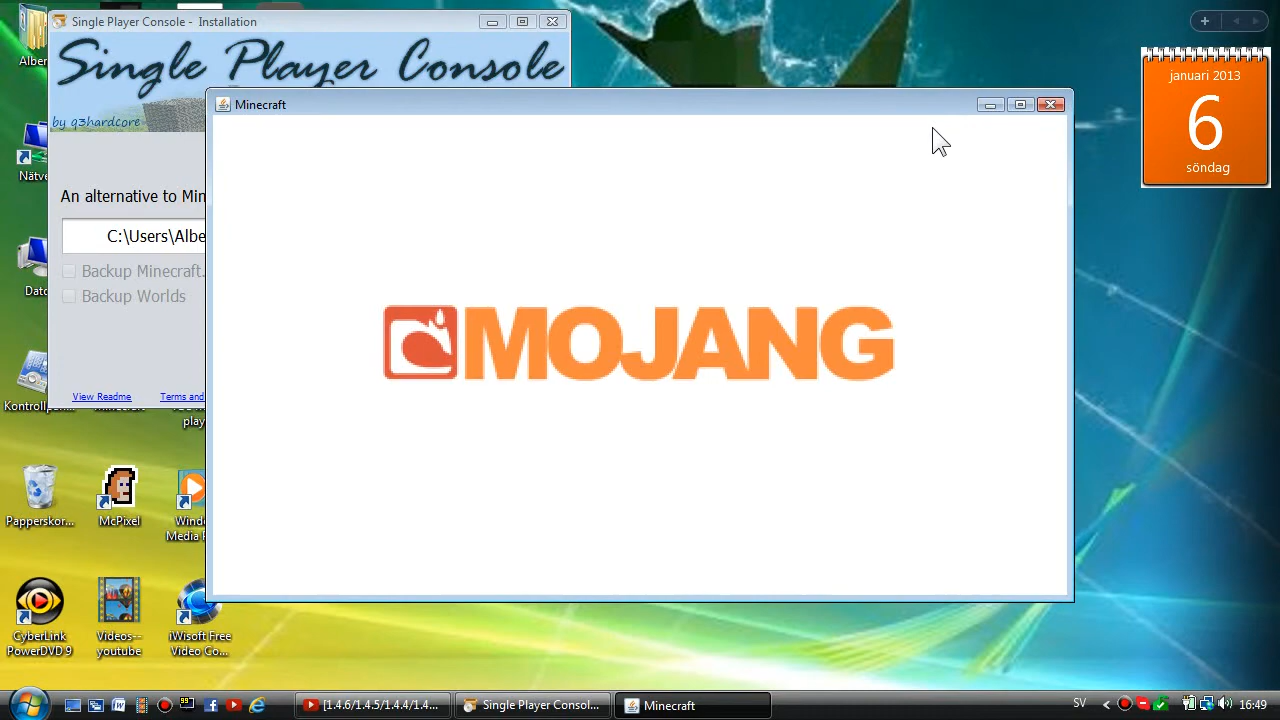 Single Player Console - Installation
Single Player Console
by q3hardcore
An alternative to Min
C:\Users\Albe
Backup Minecraft.
Backup Worlds
View Readme
Terms and
Minecraft
MOJANG
januari 2013
6
söndag
Alber
Nätve
Dato
Kontrollpan...
play
Papperskor...
McPixel
Wind
Media P
CyberLink
PowerDVD 9
Videos--
youtube
iWisoft Free
Video Co...
[1.4.6/1.4.5/1.4.4/1.4...
Single Player Consol...
Minecraft
SV
16:49